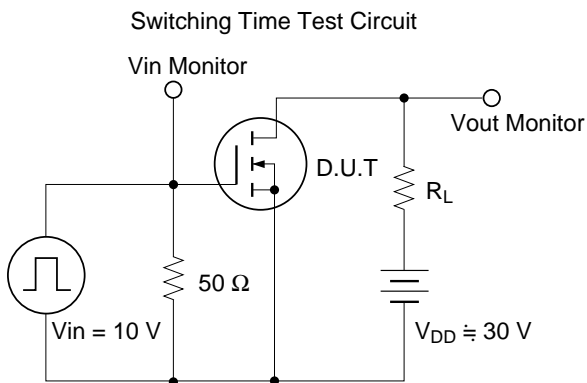 Switching Time Test Circuit
Vin Monitor
Vout Monitor
D.U.T
RL
50 Ω
Vin = 10 V
VDD ≒ 30 V